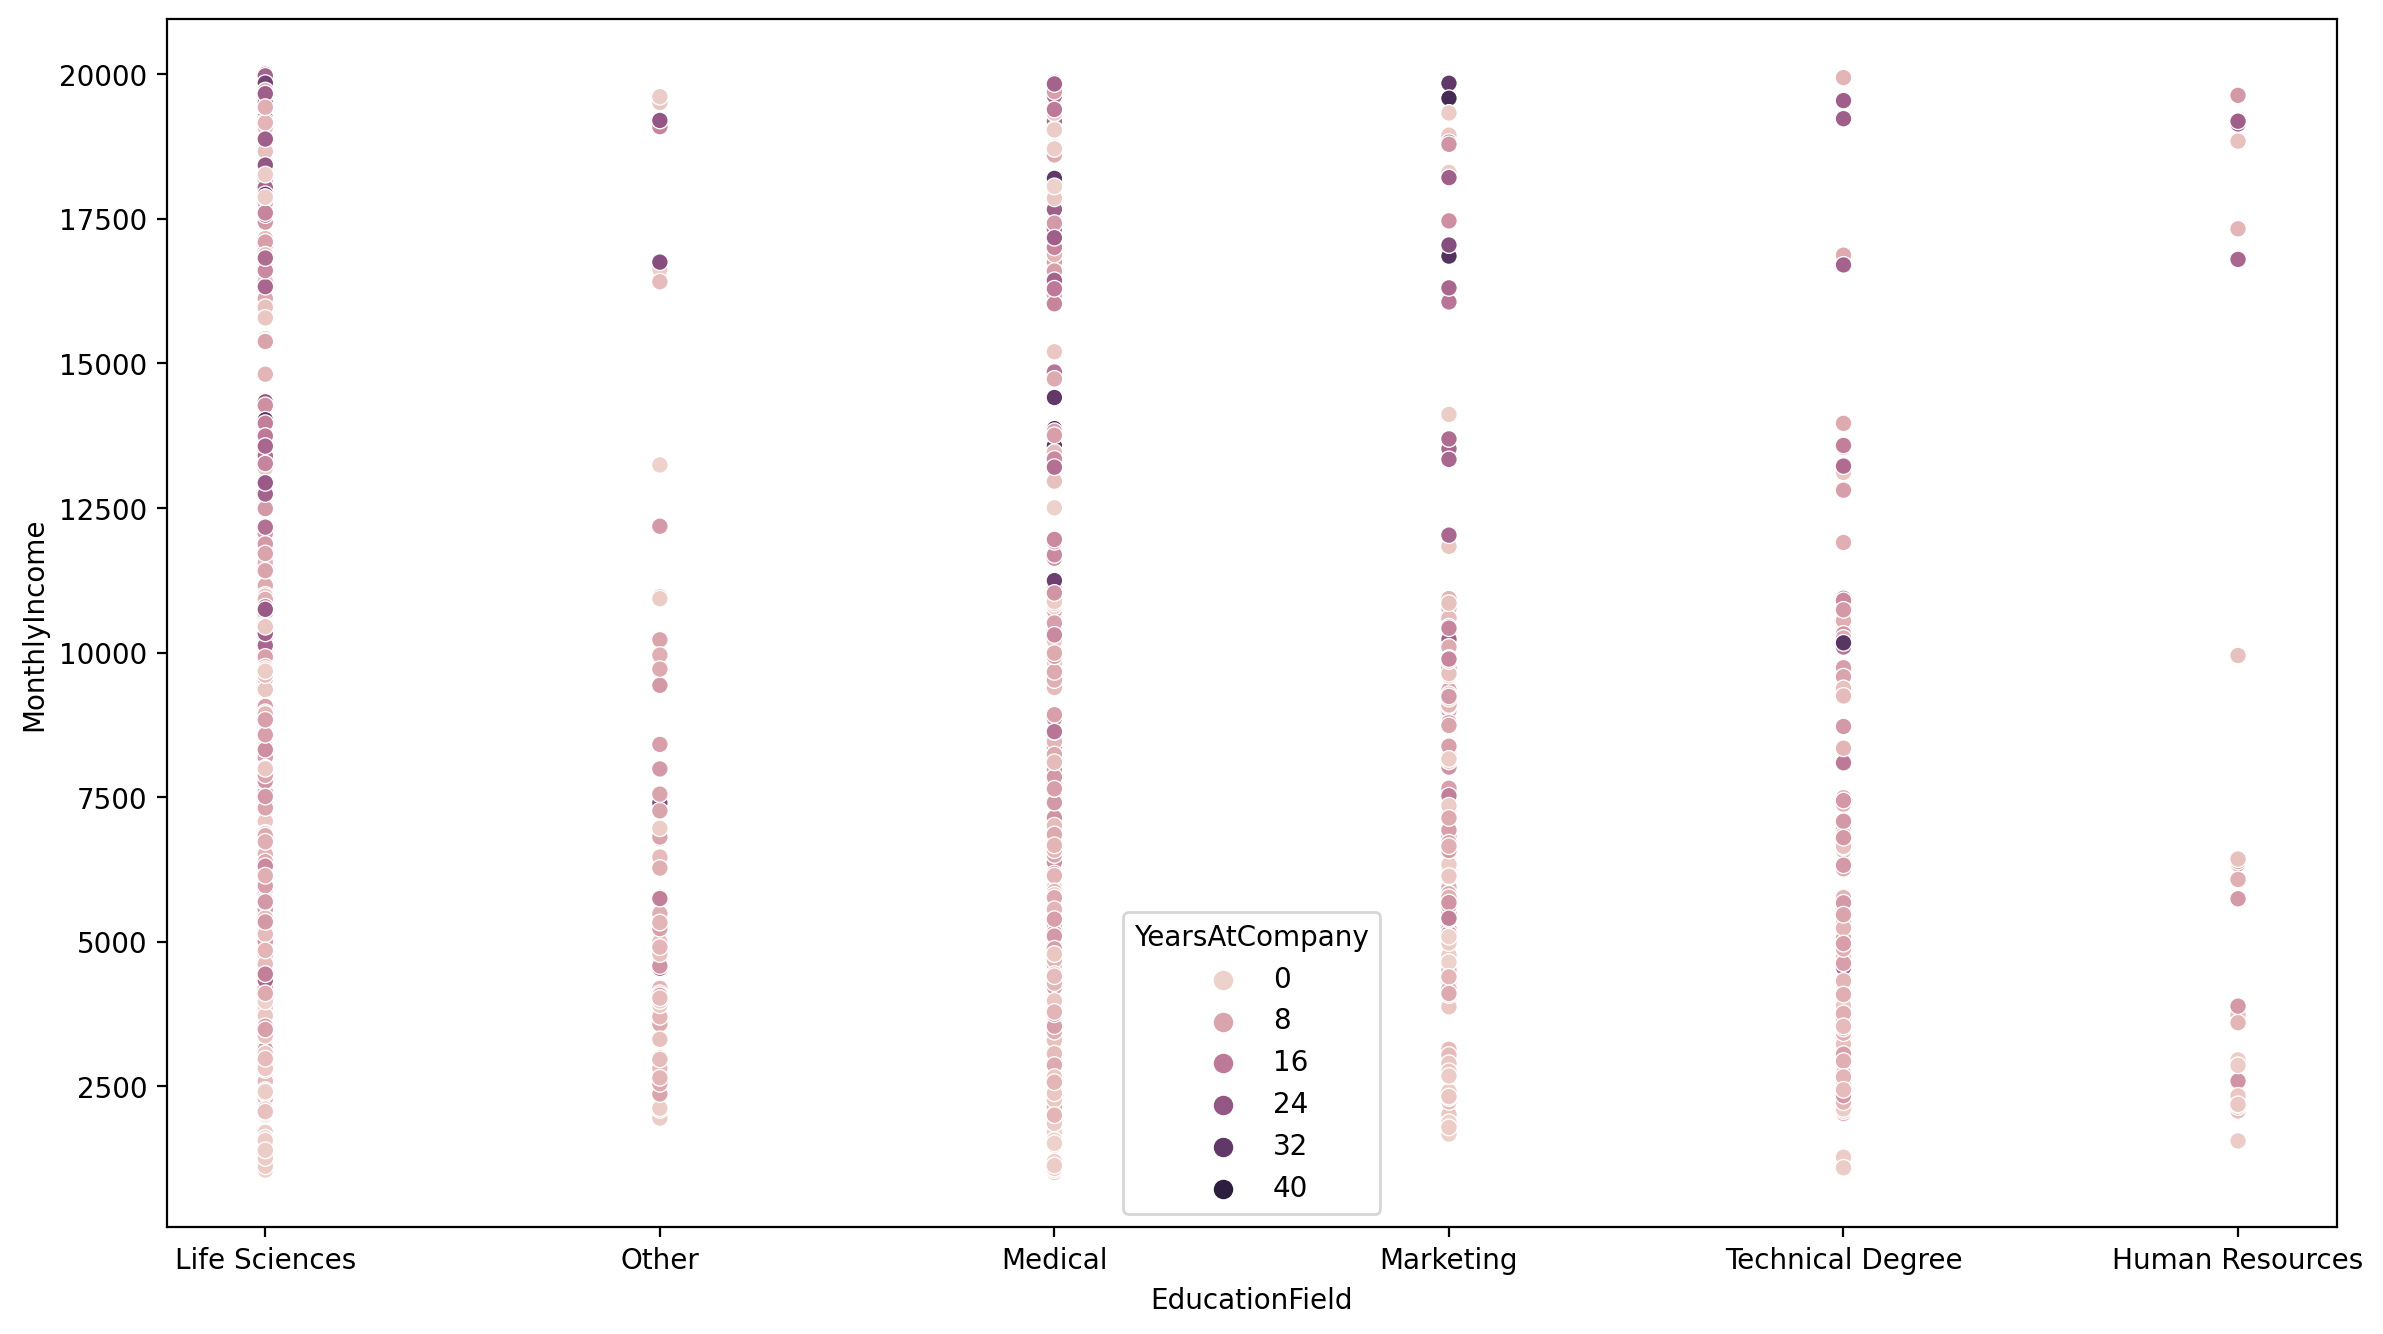 20000
17500
15000
12500
10000
7500
5000
2500
MonthlyIncome
YearsAtCompany
0
8
16
24
32
40
Life Sciences
Other
Medical
Marketing
Technical Degree
Human Resources
EducationField